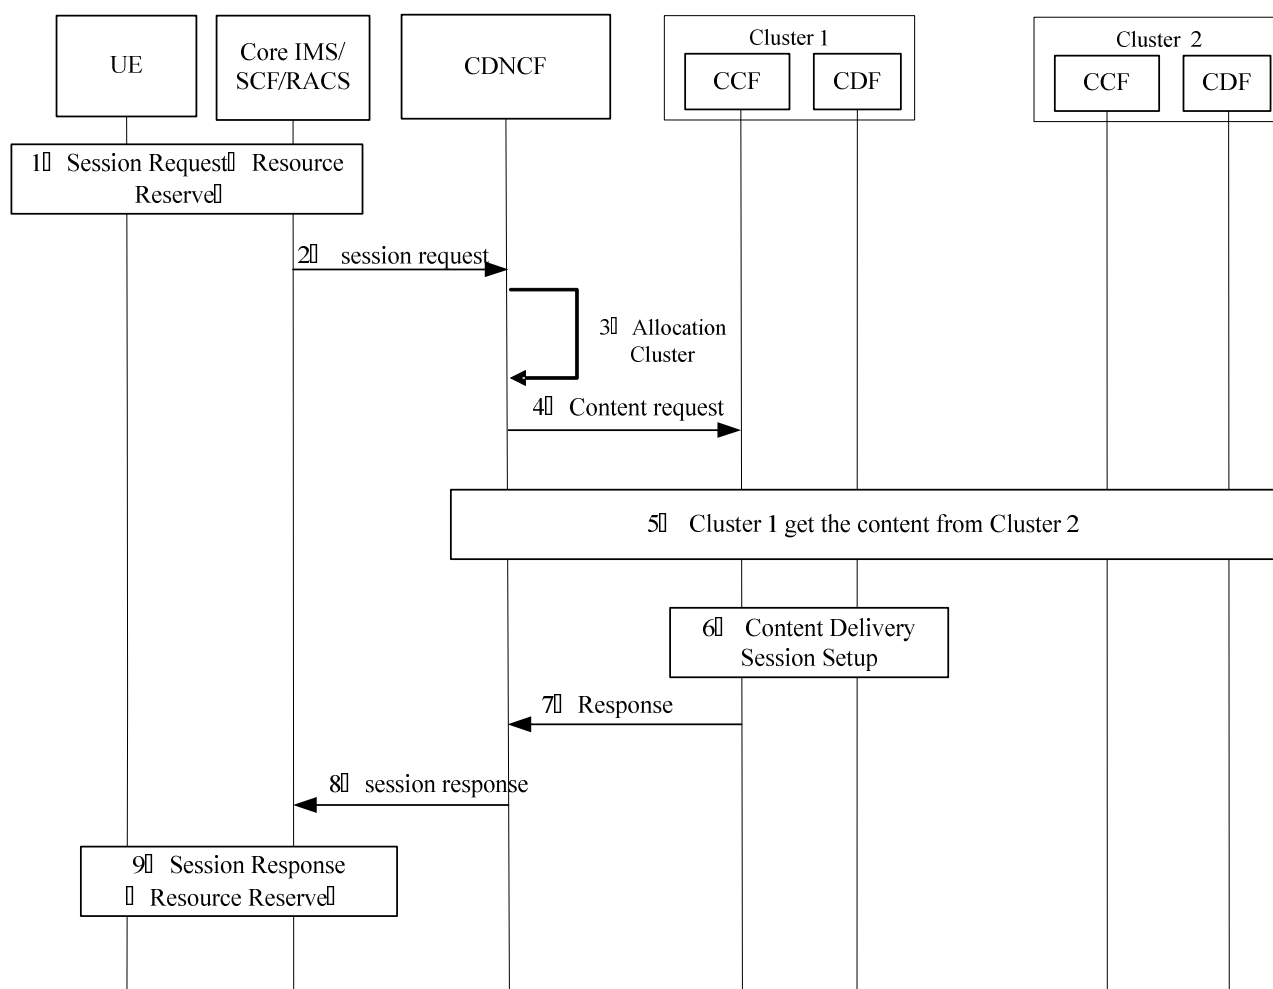 UE
Core IMS/
SCF/RACS
CDNCF
Cluster 1
CCF
CDF
Cluster 2
CCF
CDF
1▯ Session Request▯ Resource
Reserve▯
2▯ session request
3▯ Allocation
Cluster
4▯ Content request
5▯ Cluster 1 get the content from Cluster 2
6▯ Content Delivery
Session Setup
7▯ Response
8▯ session response
9▯ Session Response
▯ Resource Reserve▯